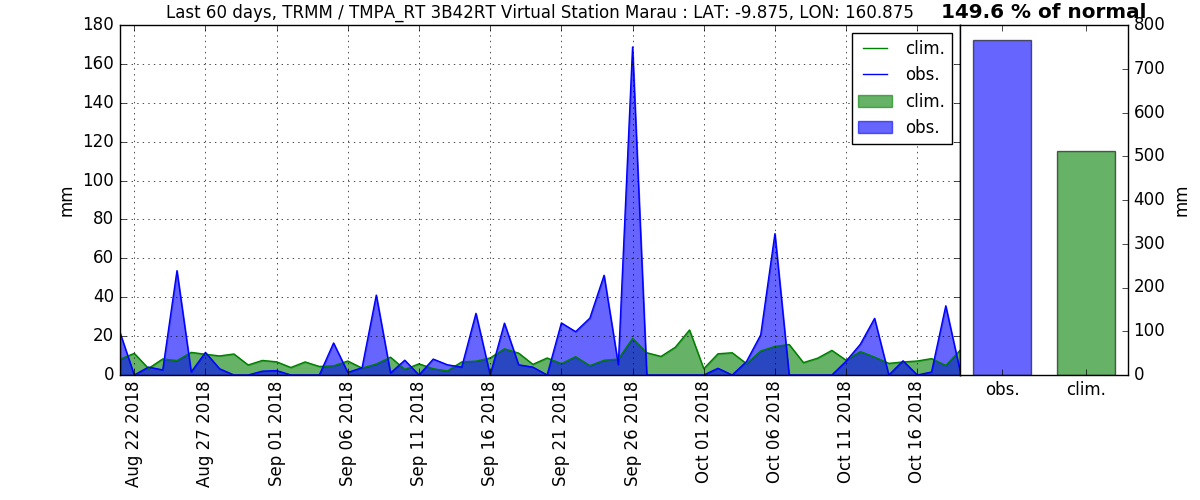 Last 60 days, TRMM / TMPA_RT 3B42RT Virtual Station Marau : LAT: -9.875, LON: 160.875
149.6 % of normal
180
160
140
120
100
80
60
40
20
0
mm
clim.
obs.
clim.
obs.
Aug 22 2018
Aug 27 2018
Sep 01 2018
Sep 06 2018
Sep 11 2018
Sep 16 2018
Sep 21 2018
Sep 26 2018
Oct 01 2018
Oct 06 2018
Oct 11 2018
Oct 16 2018
800
700
600
500
400
300
200
100
0
mm
obs.
clim.